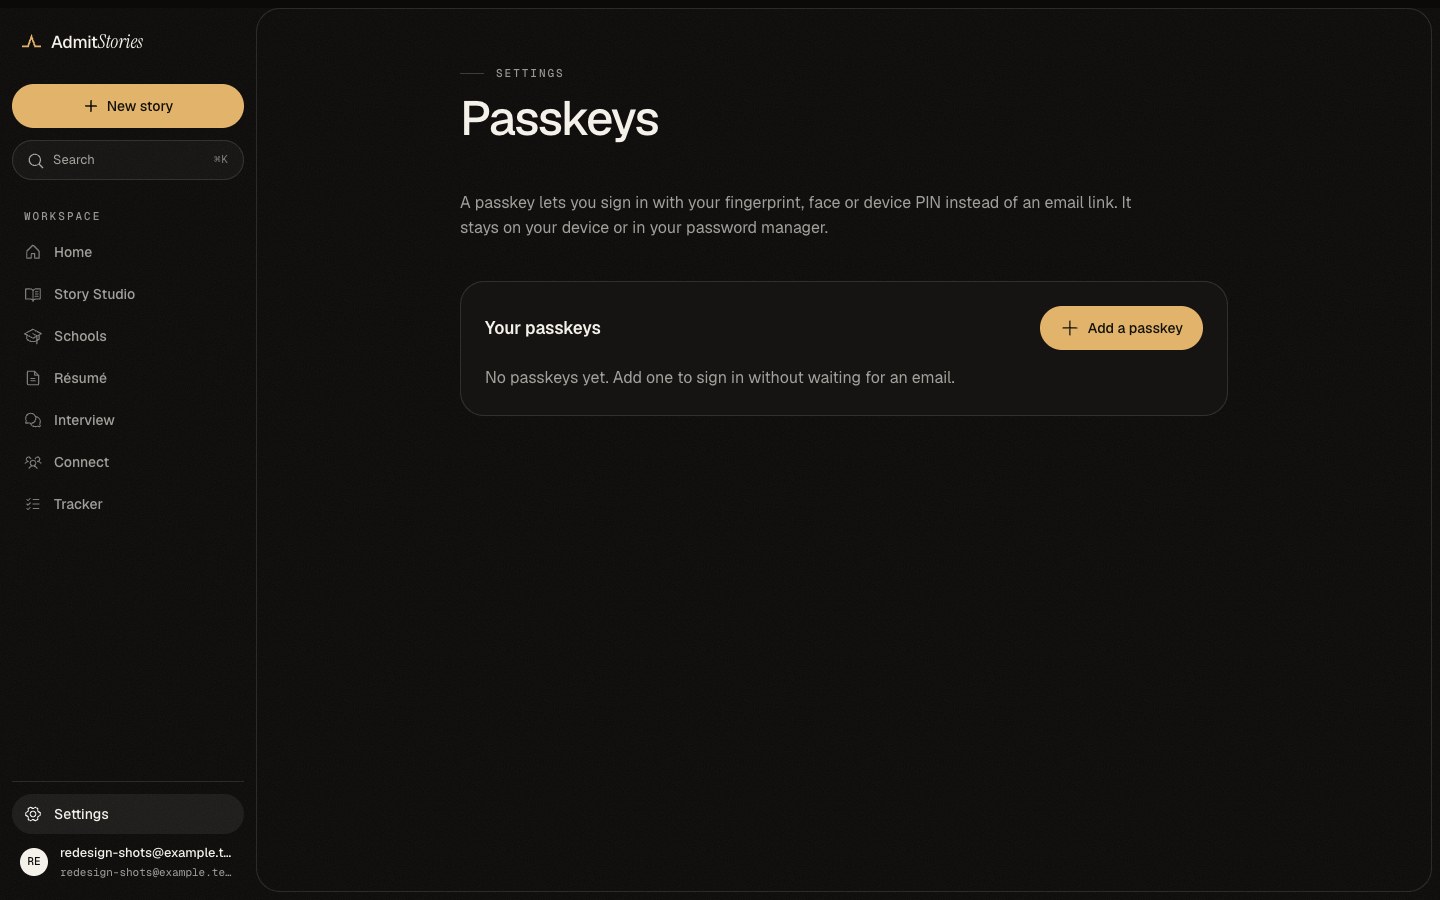 AdmitStories
New story
Search ⌘K
WORKSPACE
Home
Story Studio
Schools
Résumé
Interview
Connect
Tracker
Settings
RE
redesign-shots@example.t…
redesign-shots@example.te…
SETTINGS
Passkeys
A passkey lets you sign in with your fingerprint, face or device PIN instead of an email link. It
stays on your device or in your password manager.
Your passkeys
Add a passkey
No passkeys yet. Add one to sign in without waiting for an email.